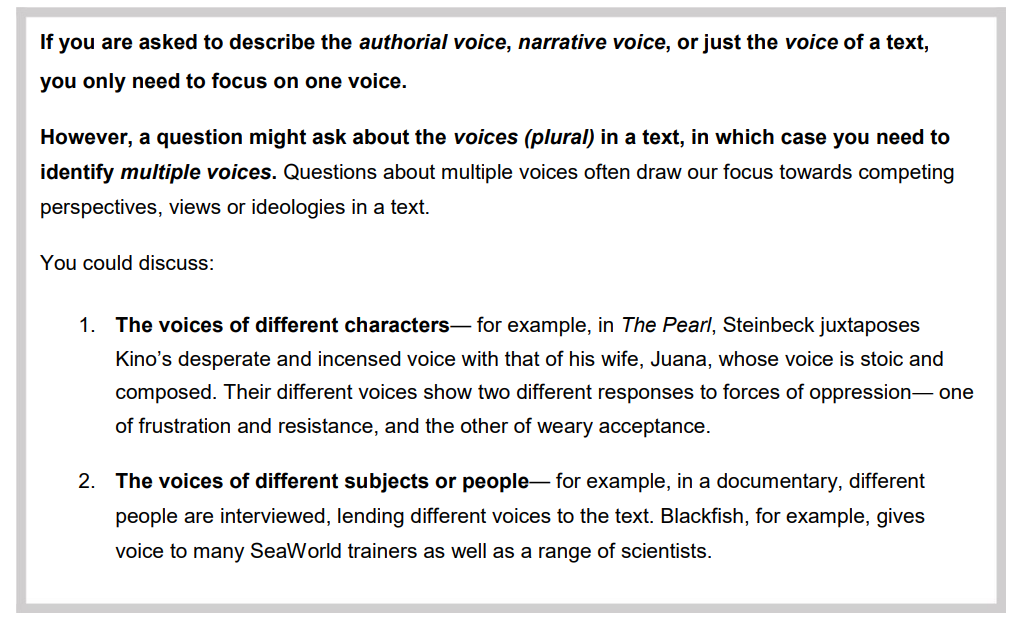 If you are asked to describe the authorial voice, narrative voice, or just the voice of a text,
you only need to focus on one voice.
However, a question might ask about the voices (plural) in a text, in which case you need to
identify multiple voices. Questions about multiple voices often draw our focus towards competing
perspectives, views or ideologies in a text.
You could discuss:
1. The voices of different characters— for example, in The Pearl, Steinbeck juxtaposes
Kino’s desperate and incensed voice with that of his wife, Juana, whose voice is stoic and
composed. Their different voices show two different responses to forces of oppression— one
of frustration and resistance, and the other of weary acceptance.
2. The voices of different subjects or people— for example, in a documentary, different
people are interviewed, lending different voices to the text. Blackfish, for example, gives
voice to many SeaWorld trainers as well as a range of scientists.